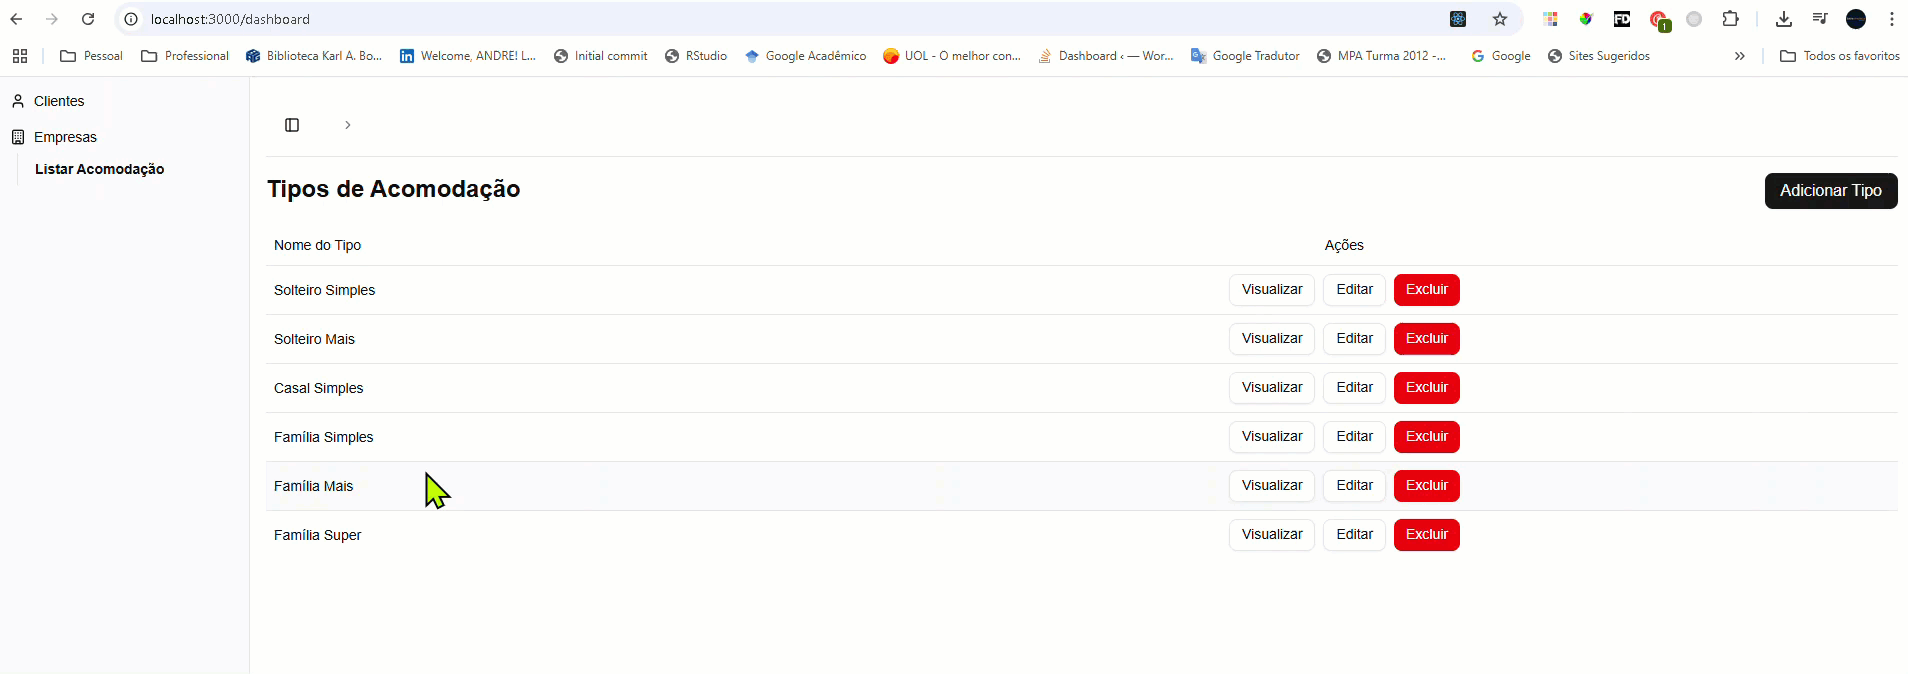 localhost:3000/dashboard
FD
1
Pessoal
Professional
Biblioteca Karl A. Bo...
Welcome, ANDRE! L...
Initial commit
RStudio
Google Acadêmico
UOL - O melhor con...
Dashboard ‹ — Wor...
Google Tradutor
MPA Turma 2012 -...
Google
Sites Sugeridos
»
Todos os favoritos
Clientes
Empresas
Listar Acomodação
Tipos de Acomodação
Adicionar Tipo
Nome do Tipo Ações
Solteiro Simples Visualizar Editar Excluir
Solteiro Mais Visualizar Editar Excluir
Casal Simples Visualizar Editar Excluir
Família Simples Visualizar Editar Excluir
Família Mais Visualizar Editar Excluir
Família Super Visualizar Editar Excluir